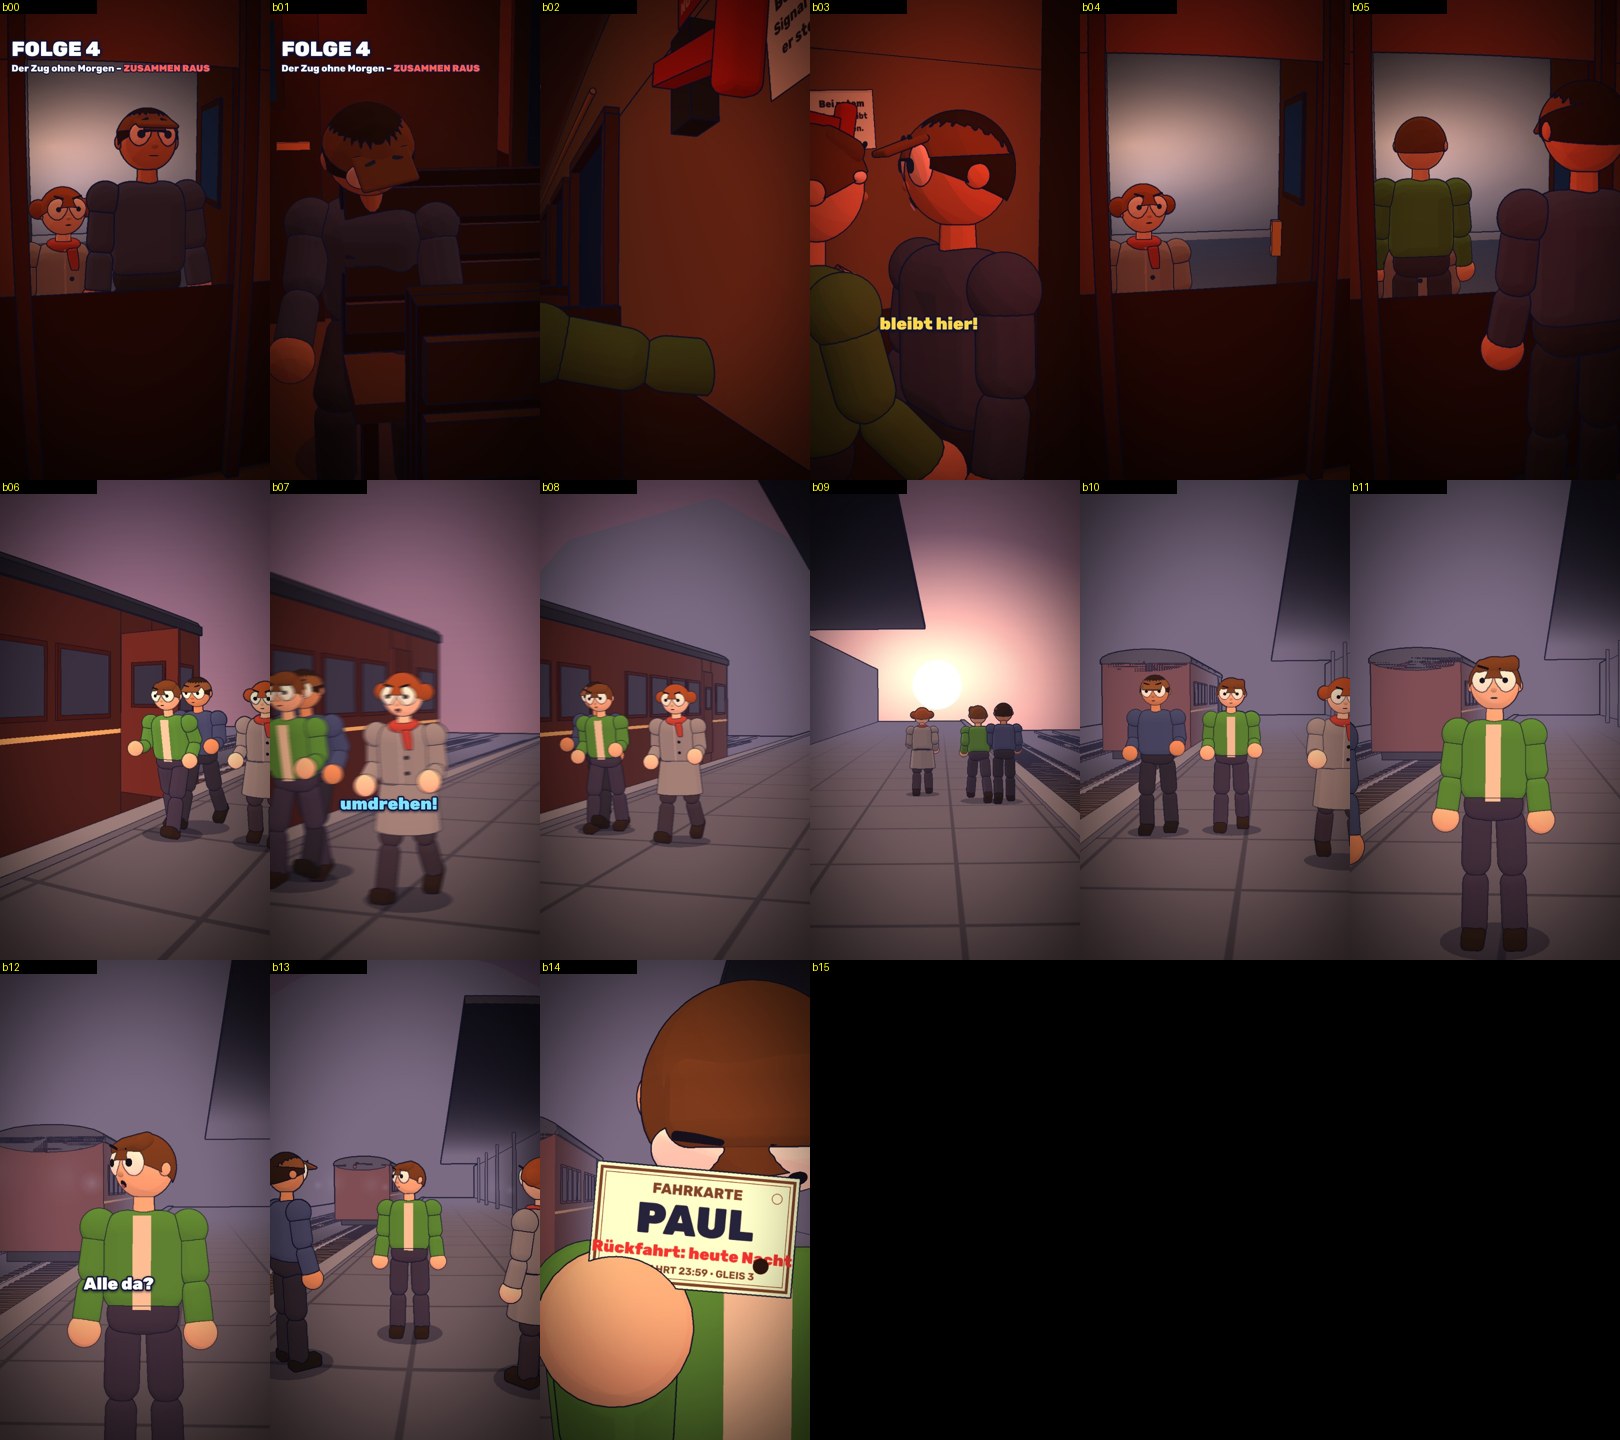 b00
FOLGE 4
Der Zug ohne Morgen – ZUSAMMEN RAUS
b01
FOLGE 4
Der Zug ohne Morgen – ZUSAMMEN RAUS
b02
Signal
b03
bleibt hier!
b04
b05
b06
b07
umdrehen!
b08
b09
b10
b11
b12
Alle da?
b13
b14
FAHRKARTE
PAUL
Rückfahrt: heute Nacht
23:59 · GLEIS 3
b15